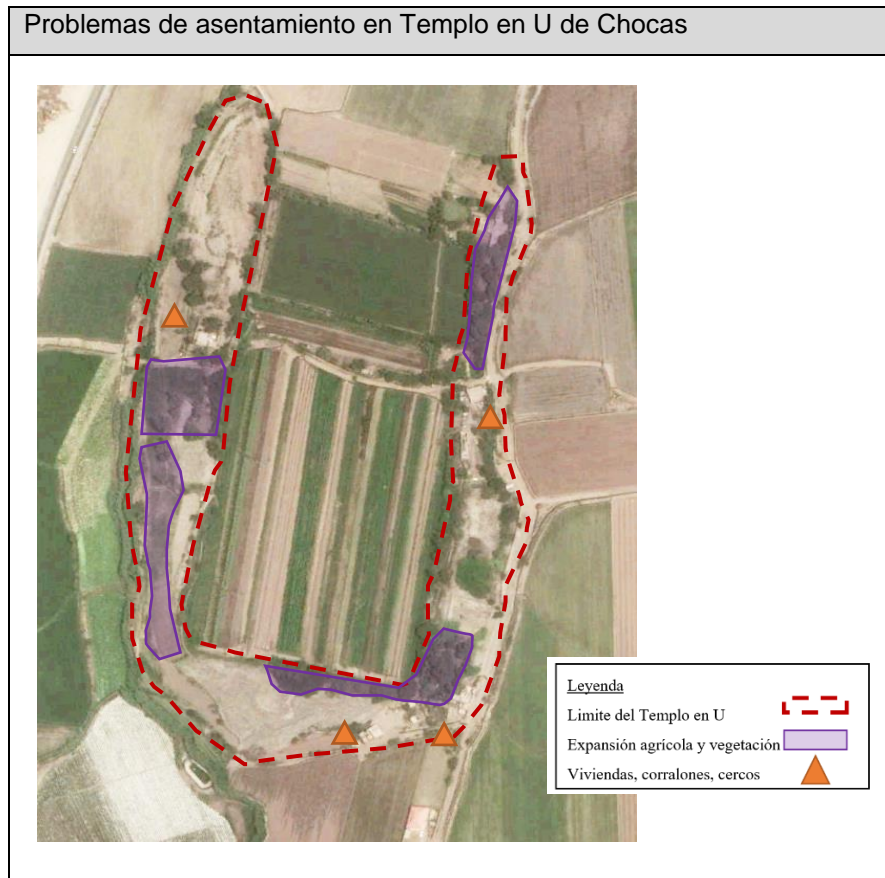 Problemas de asentamiento en Templo en U de Chocas
Leyenda
Limite del Templo en U
Expansión agrícola y vegetación
Viviendas, corralones, cercos